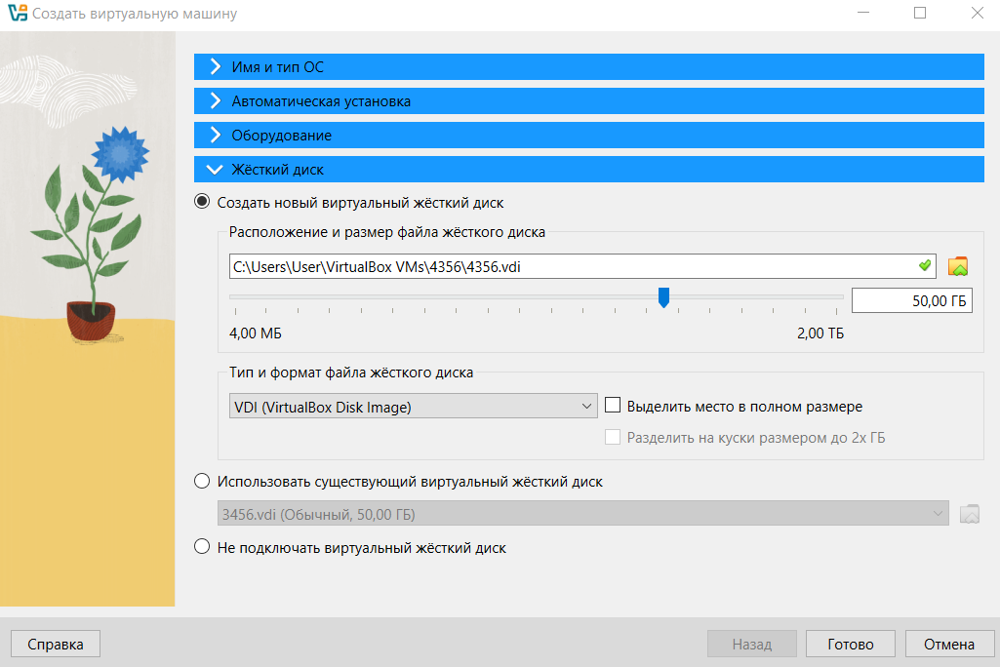 Создать виртуальную машину
Имя и тип ОС
Автоматическая установка
Оборудование
Жёсткий диск
Создать новый виртуальный жёсткий диск
Расположение и размер файла жёсткого диска
C:\Users\User\VirtualBox VMs\4356\4356.vdi
50,00 ГБ
4,00 МБ 2,00 ТБ
Тип и формат файла жёсткого диска
VDI (VirtualBox Disk Image) Выделить место в полном размере
Разделить на куски размером до 2х ГБ
Использовать существующий виртуальный жёсткий диск
3456.vdi (Обычный, 50,00 ГБ)
Не подключать виртуальный жёсткий диск
Справка Назад Готово Отмена